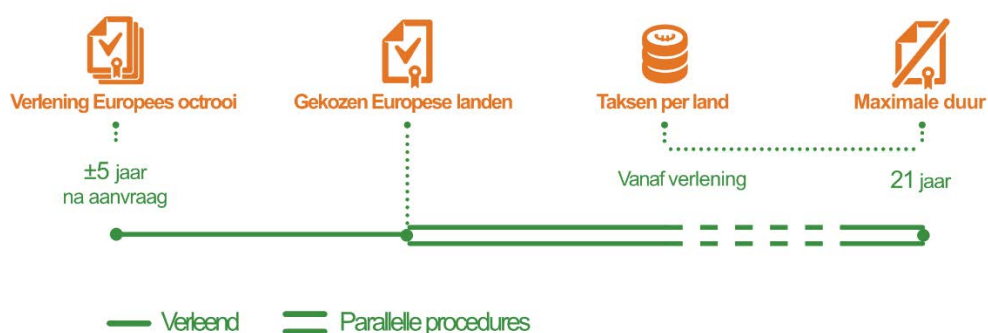 Verlening Europees octrooi
Gekozen Europese landen
Taksen per land
Maximale duur
±5 jaar
na aanvraag
Vanaf verlening
21 jaar
Verleend
Parallelle procedures